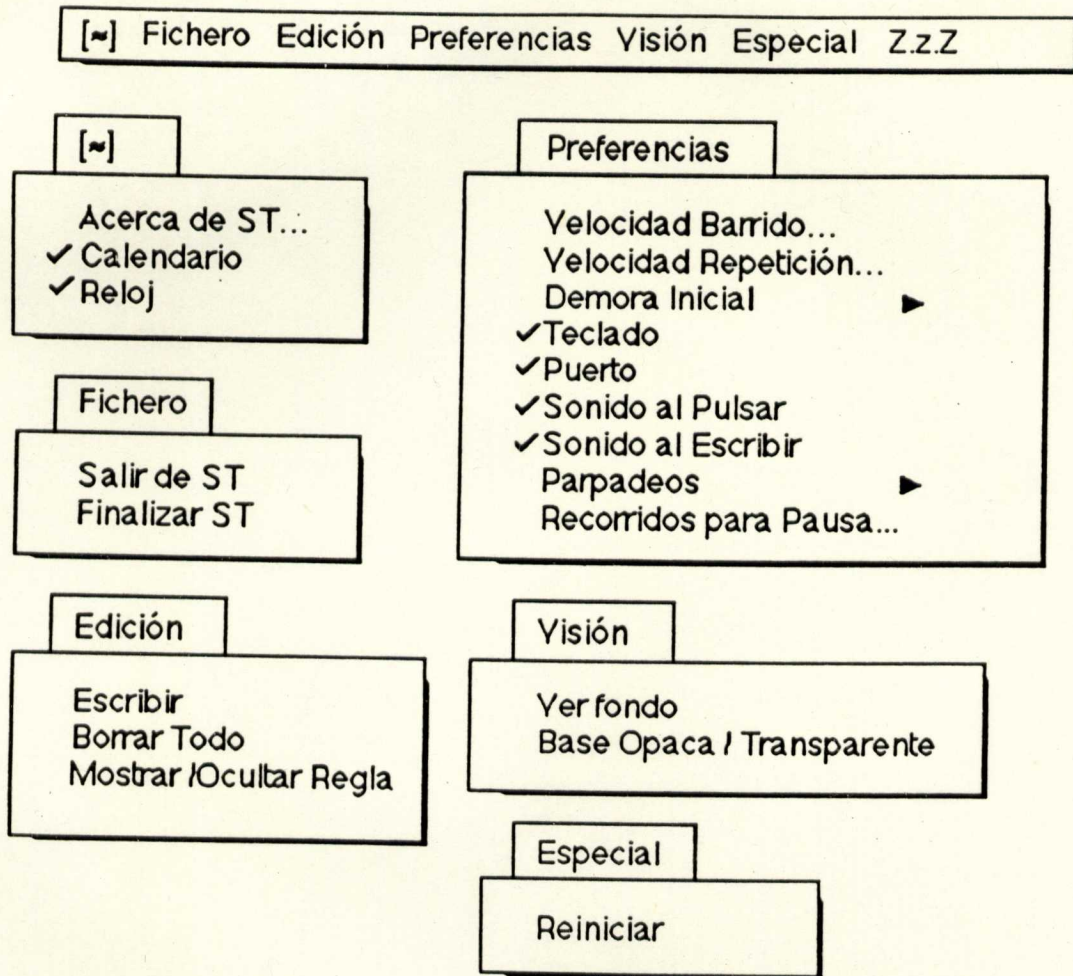 [≈] Fichero Edición Preferencias Visión Especial Z.z.Z
[≈]
Acerca de ST...
✓ Calendario
✓ Reloj
Fichero
Salir de ST
Finalizar ST
Edición
Escribir
Borrar Todo
Mostrar /Ocultar Regla
Preferencias
Velocidad Barrido...
Velocidad Repetición...
Demora Inicial ▶
✓ Teclado
✓ Puerto
✓ Sonido al Pulsar
✓ Sonido al Escribir
Parpadeos ▶
Recorridos para Pausa...
Visión
Ver fondo
Base Opaca / Transparente
Especial
Reiniciar